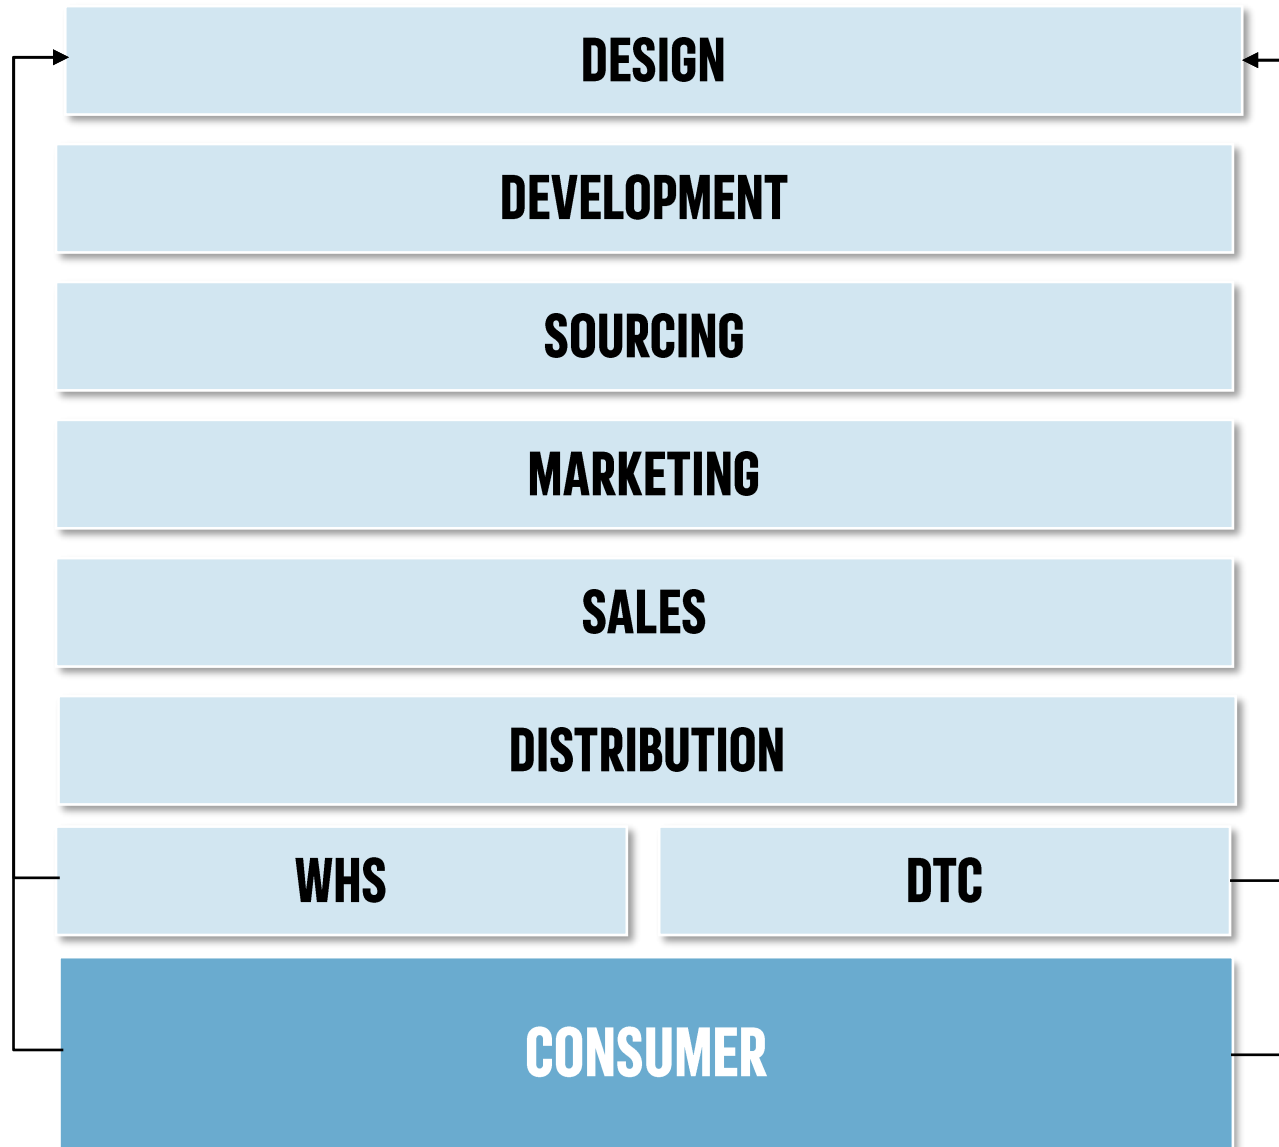 DESIGN
DEVELOPMENT
SOURCING
MARKETING
SALES
DISTRIBUTION
WHS
DTC
CONSUMER